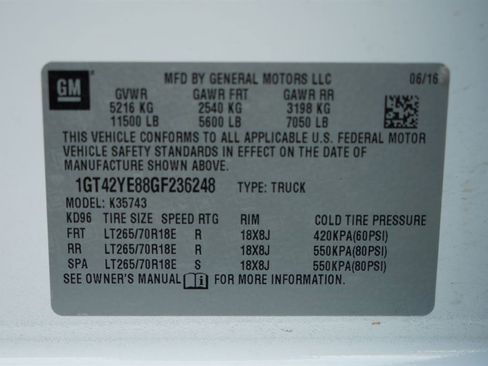 GM
MFD BY GENERAL MOTORS LLC 06/16
GVWR GAWR FRT GAWR RR
5216 KG 2540 KG 3198 KG
11500 LB 5600 LB 7050 LB
THIS VEHICLE CONFORMS TO ALL APPLICABLE U.S. FEDERAL MOTOR
VEHICLE SAFETY STANDARDS IN EFFECT ON THE DATE OF
MANUFACTURE SHOWN ABOVE.
1GT42YE88GF236248 TYPE: TRUCK
MODEL: K35743
KD96 TIRE SIZE SPEED RTG RIM COLD TIRE PRESSURE
FRT LT265/70R18E R 18X8J 420KPA(60PSI)
RR LT265/70R18E R 18X8J 550KPA(80PSI)
SPA LT265/70R18E S 18X8J 550KPA(80PSI)
SEE OWNER'S MANUAL i FOR MORE INFORMATION.